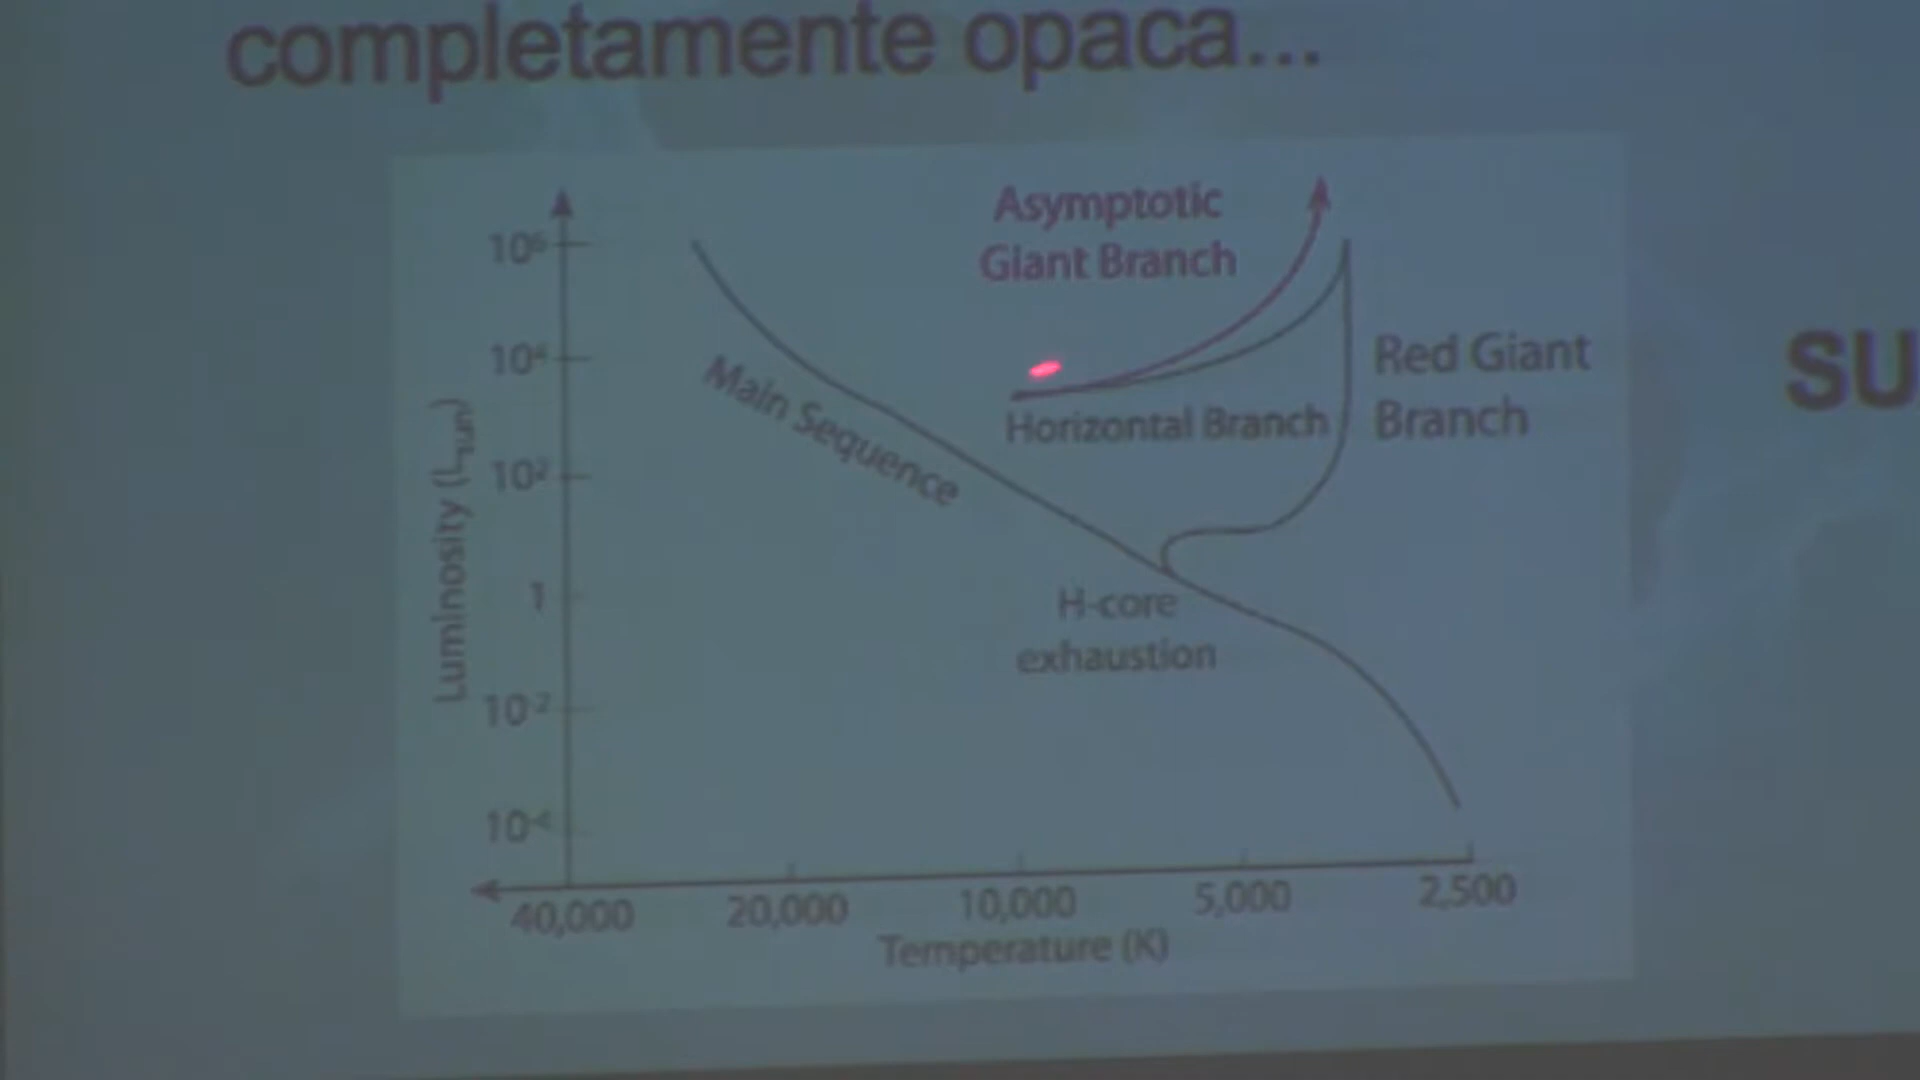 completamente opaca...
Asymptotic
Giant Branch
10⁶
10⁴
Main Sequence
Red Giant
Branch
SU
Horizontal Branch
10²
Luminosity (Lsun)
1
H-core
exhaustion
10⁻²
10⁻⁴
40,000
20,000
10,000
5,000
2,500
Temperature (K)